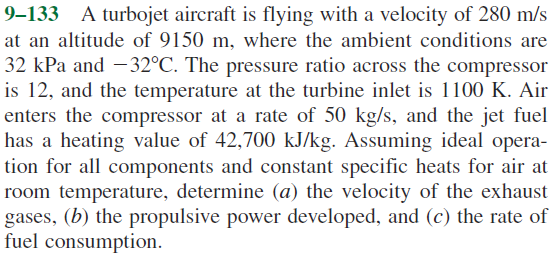 9–133 A turbojet aircraft is flying with a velocity of 280 m/s
at an altitude of 9150 m, where the ambient conditions are
32 kPa and −32°C. The pressure ratio across the compressor
is 12, and the temperature at the turbine inlet is 1100 K. Air
enters the compressor at a rate of 50 kg/s, and the jet fuel
has a heating value of 42,700 kJ/kg. Assuming ideal opera-
tion for all components and constant specific heats for air at
room temperature, determine (a) the velocity of the exhaust
gases, (b) the propulsive power developed, and (c) the rate of
fuel consumption.